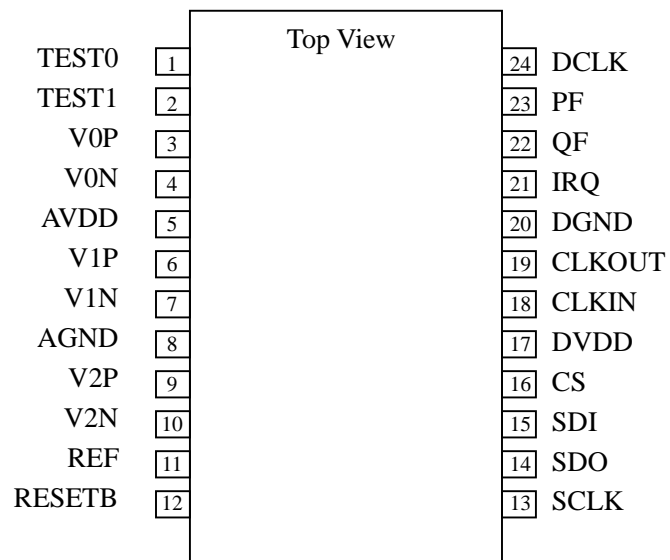 Top View
TEST0 1 24 DCLK
TEST1 2 23 PF
V0P 3 22 QF
V0N 4 21 IRQ
AVDD 5 20 DGND
V1P 6 19 CLKOUT
V1N 7 18 CLKIN
AGND 8 17 DVDD
V2P 9 16 CS
V2N 10 15 SDI
REF 11 14 SDO
RESETB 12 13 SCLK